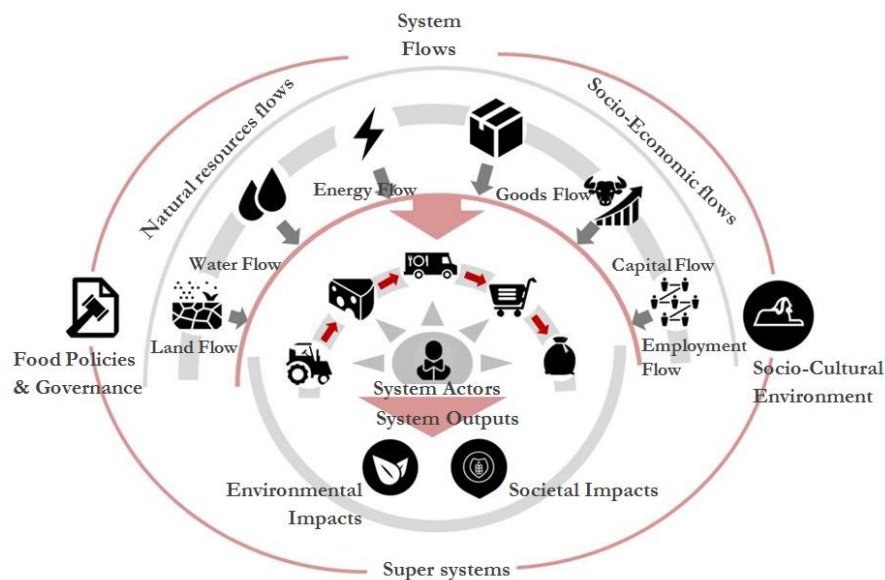 System
Flows
Natural resources flows
Socio-Economic flows
Energy Flow
Goods Flow
Water Flow
Capital Flow
Land Flow
Employment
Flow
Food Policies
& Governance
Socio-Cultural
Environment
System Actors
System Outputs
Environmental
Impacts
Societal Impacts
Super systems